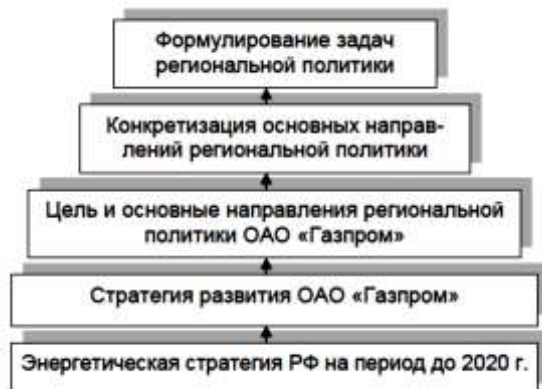 Формулирование задач
региональной политики
Конкретизация основных направ-
лений региональной политики
Цель и основные направления региональной
политики ОАО «Газпром»
Стратегия развития ОАО «Газпром»
Энергетическая стратегия РФ на период до 2020 г.